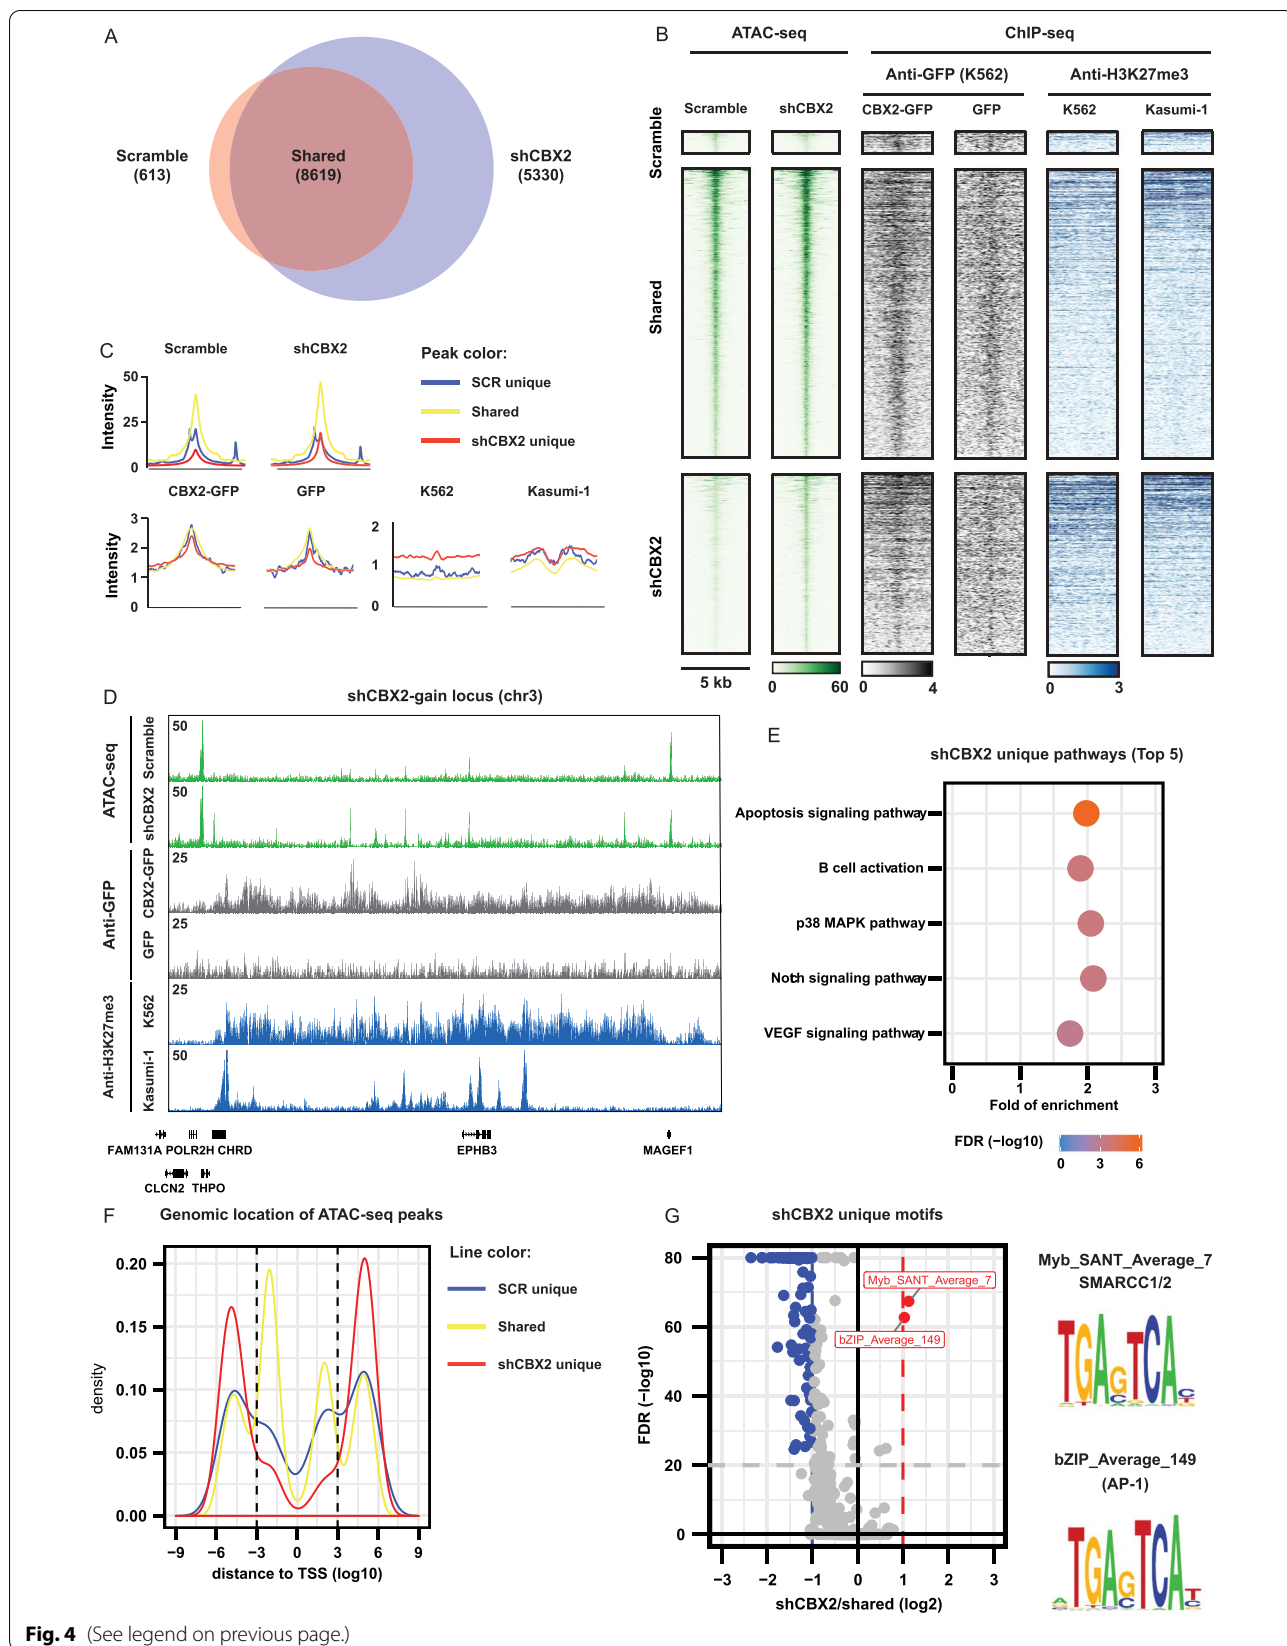 A
Scramble
(613)
Shared
(8619)
shCBX2
(5330)
B
ATAC-seq
ChIP-seq
Anti-GFP (K562)
Anti-H3K27me3
Scramble
shCBX2
CBX2-GFP
GFP
K562
Kasumi-1
Scramble
Shared
shCBX2
5 kb
0
60
0
4
0
3
C
Scramble
shCBX2
Peak color:
SCR unique
Shared
shCBX2 unique
Intensity
50
25
0
CBX2-GFP
GFP
K562
Kasumi-1
Intensity
3
2
1
0
2
1
0
D
shCBX2-gain locus (chr3)
ATAC-seq
Scramble
50
shCBX2
50
Anti-GFP
CBX2-GFP
25
GFP
25
Anti-H3K27me3
K562
25
Kasumi-1
50
FAM131A POLR2H CHRD
EPHB3
MAGEF1
CLCN2 THPO
E
shCBX2 unique pathways (Top 5)
Apoptosis signaling pathway
B cell activation
p38 MAPK pathway
Notch signaling pathway
VEGF signaling pathway
0 1 2 3
Fold of enrichment
FDR (−log10)
0 3 6
F
Genomic location of ATAC-seq peaks
Line color:
SCR unique
Shared
shCBX2 unique
density
0.20
0.15
0.10
0.05
0.00
−9 −6 −3 0 3 6 9
distance to TSS (log10)
G
shCBX2 unique motifs
FDR (−log10)
80
60
40
20
0
Myb_SANT_Average_7
bZIP_Average_149
−3 −2 −1 0 1 2 3
shCBX2/shared (log2)
Myb_SANT_Average_7
SMARCC1/2
TGAGTCA
bZIP_Average_149
(AP-1)
TGAGTCA
Fig. 4 (See legend on previous page.)